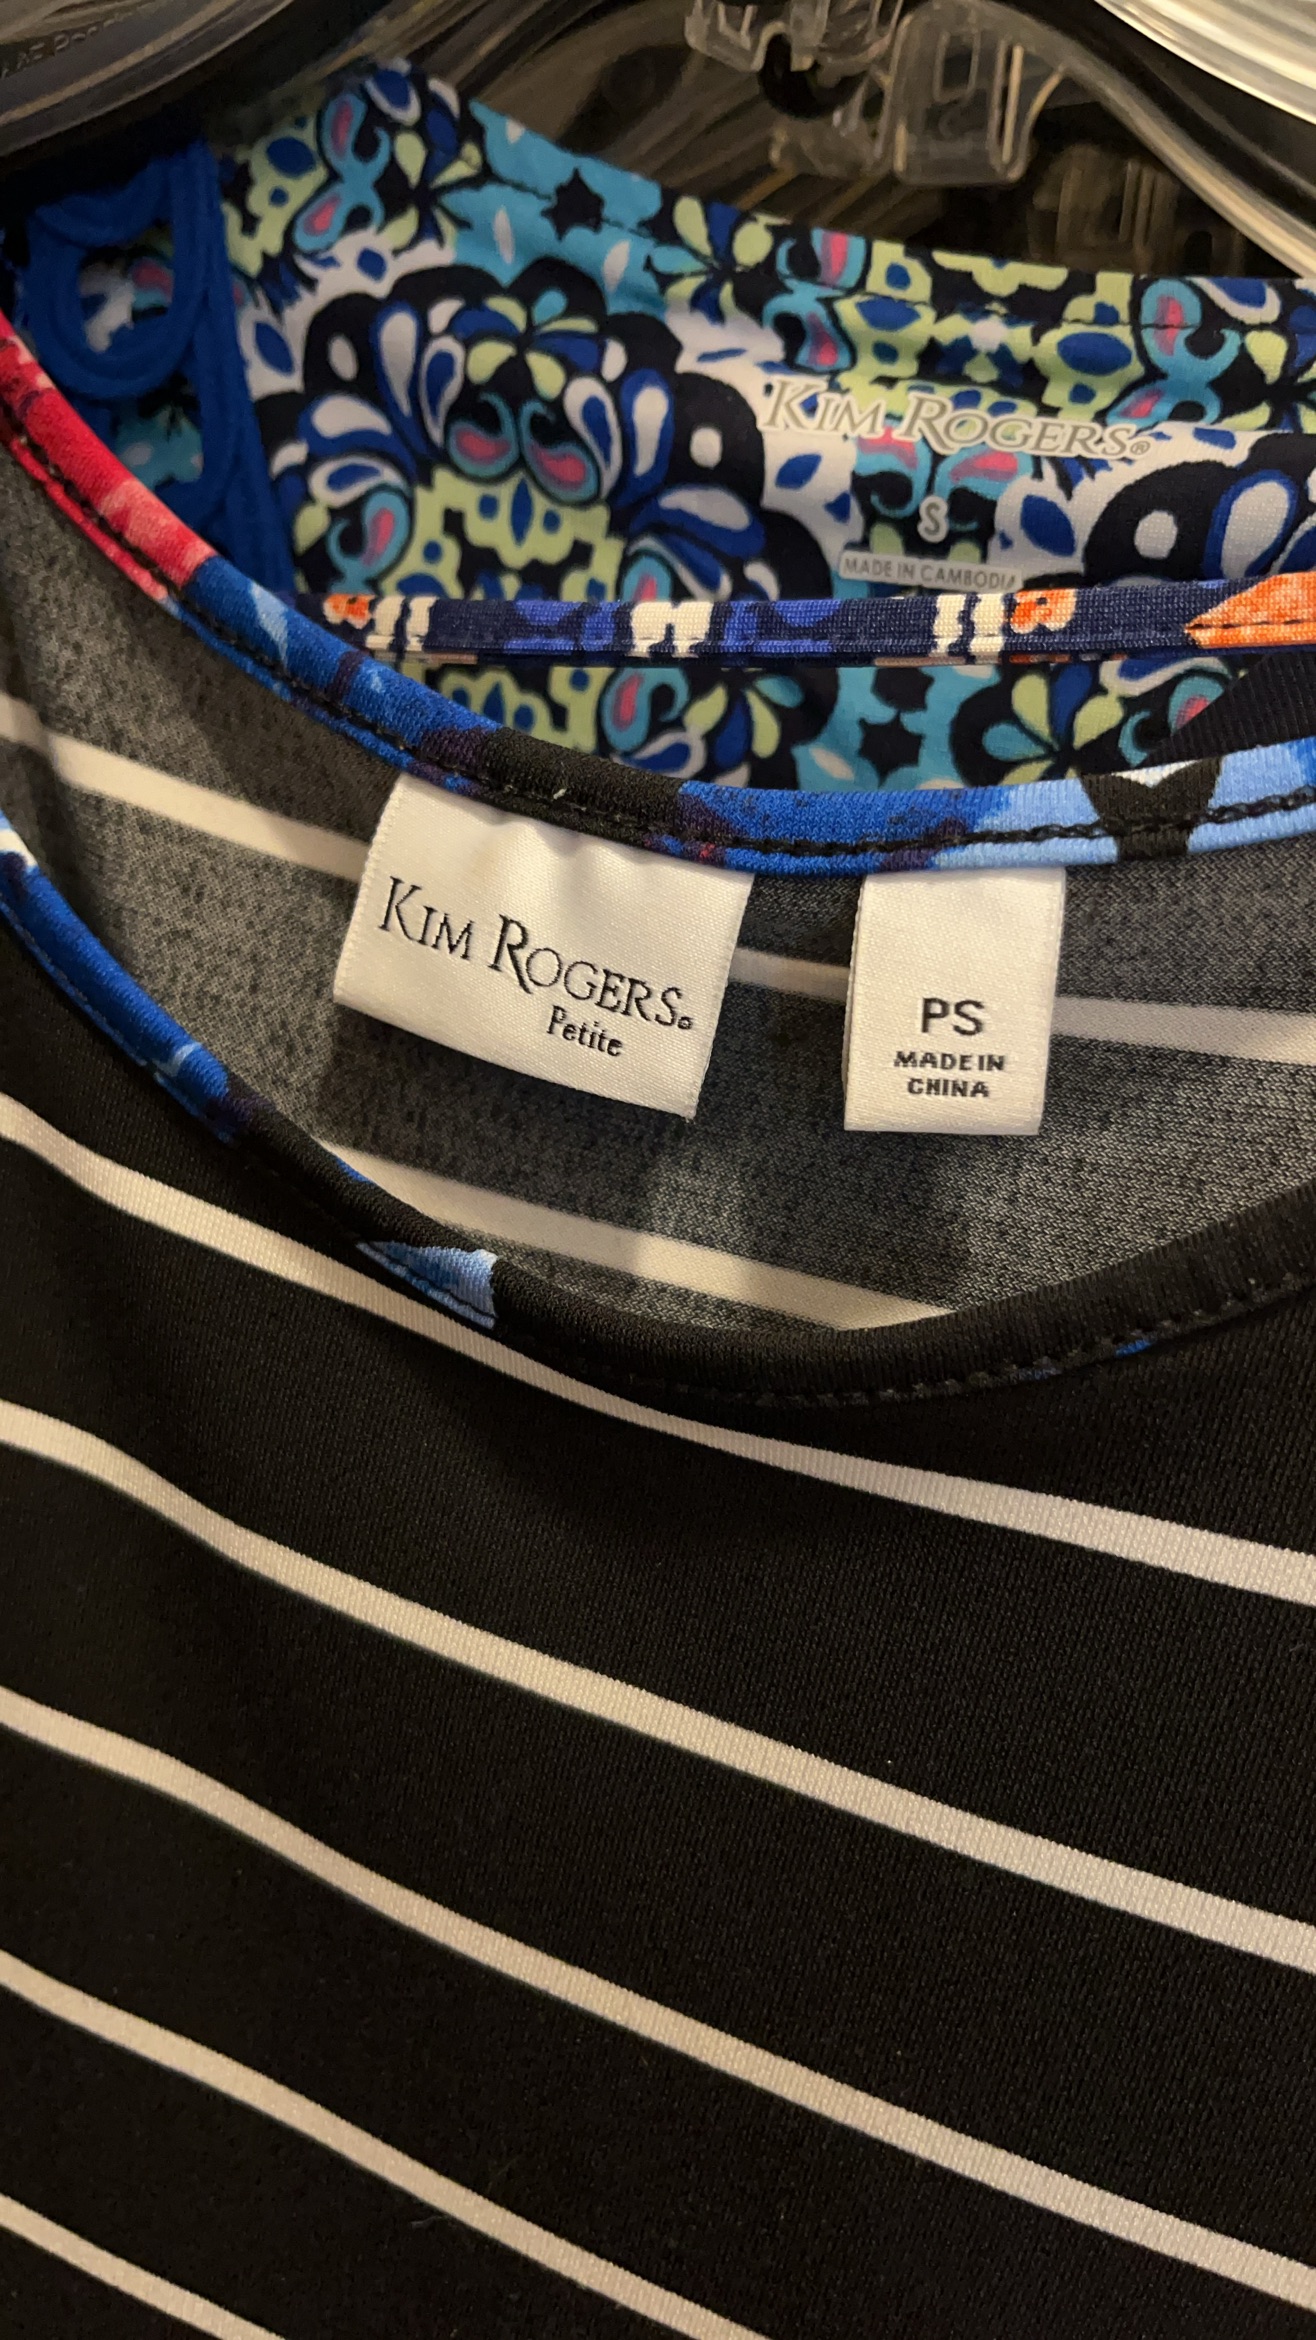 KIM ROGERS®
S
MADE IN CAMBODIA
KIM ROGERS®
Petite
PS
MADE IN
CHINA